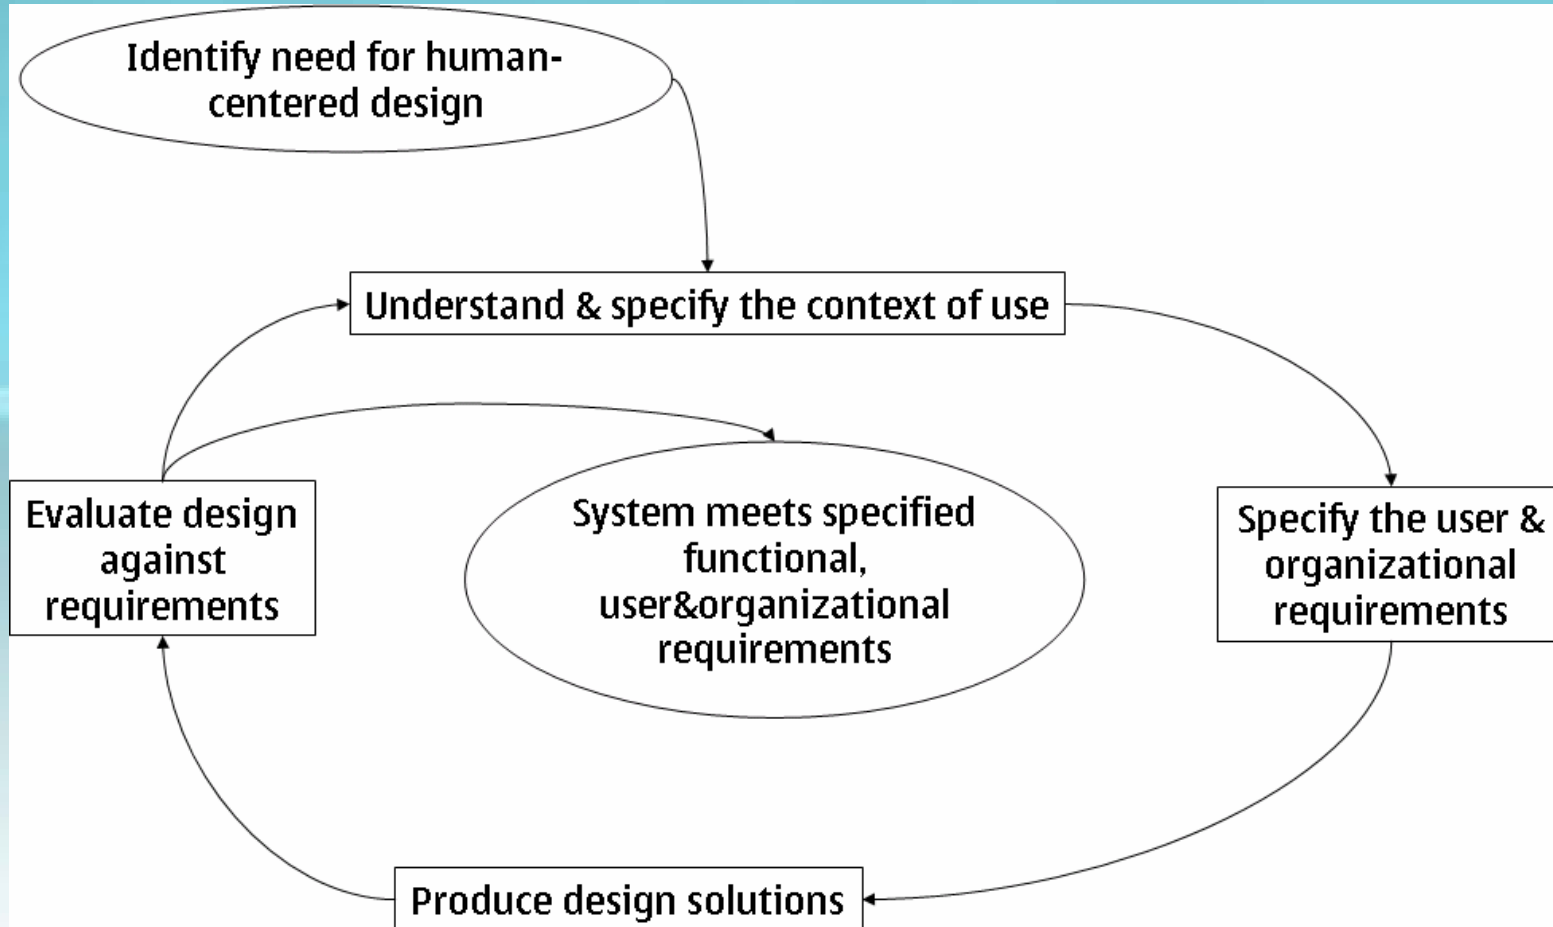 Identify need for human-
centered design
Understand & specify the context of use
Evaluate design
against
requirements
System meets specified
functional,
user&organizational
requirements
Specify the user &
organizational
requirements
Produce design solutions